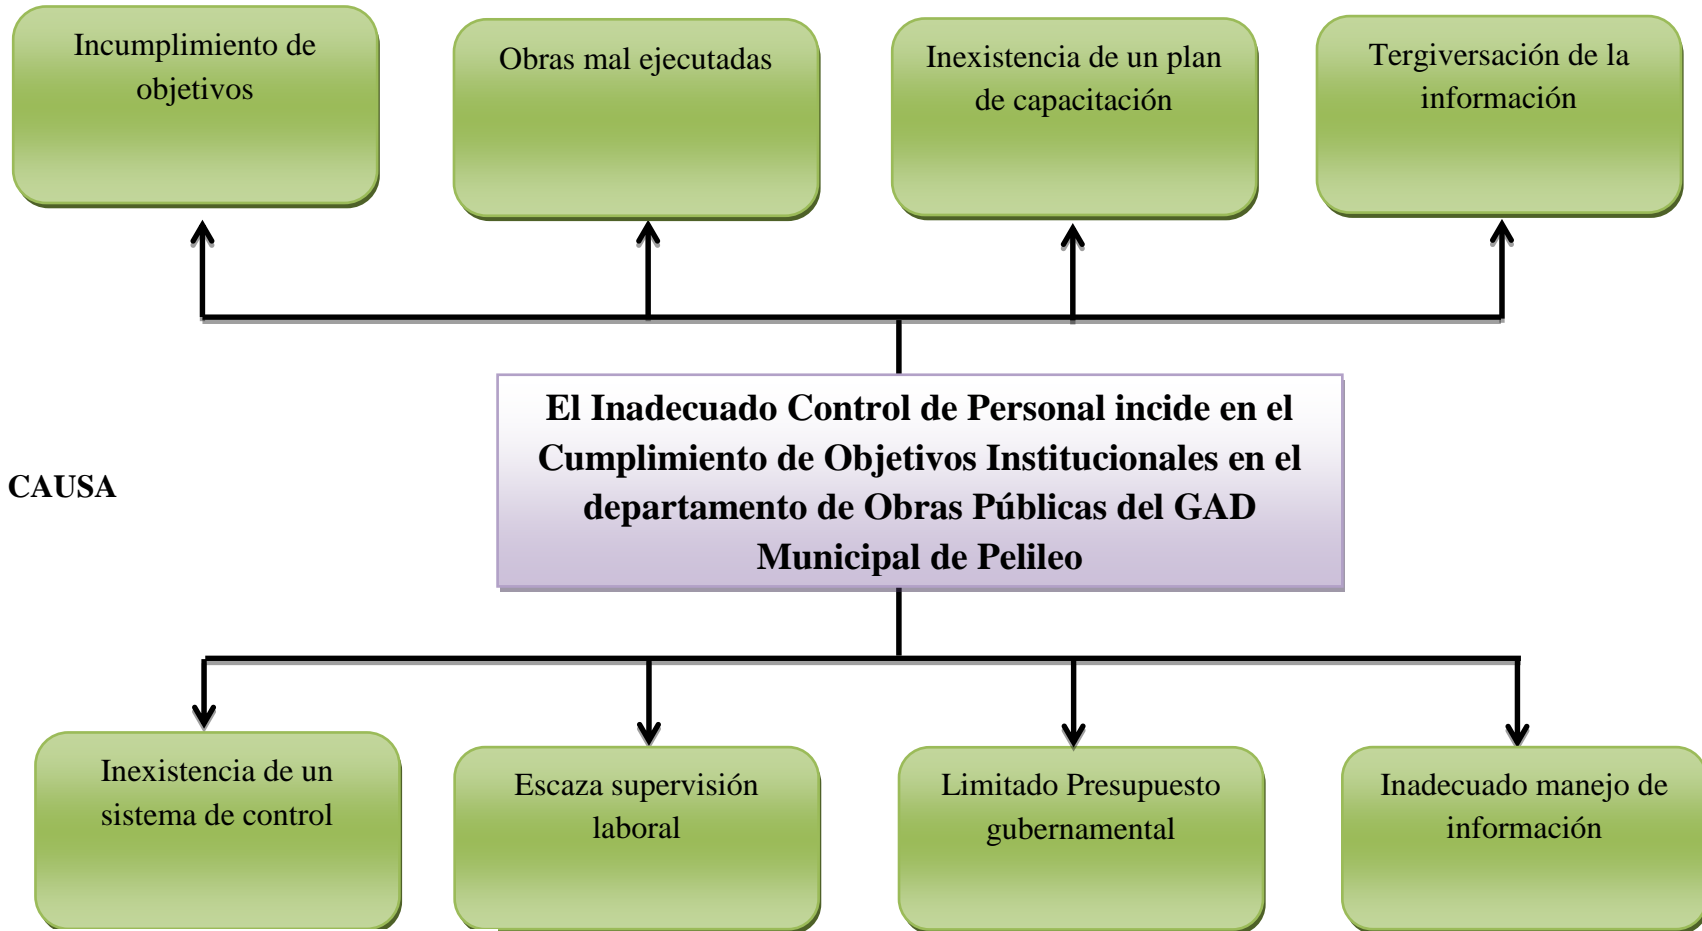 Incumplimiento de
objetivos
Obras mal ejecutadas
Inexistencia de un plan
de capacitación
Tergiversación de la
información
El Inadecuado Control de Personal incide en el
Cumplimiento de Objetivos Institucionales en el
departamento de Obras Públicas del GAD
Municipal de Pelileo
CAUSA
Inexistencia de un
sistema de control
Escaza supervisión
laboral
Limitado Presupuesto
gubernamental
Inadecuado manejo de
información